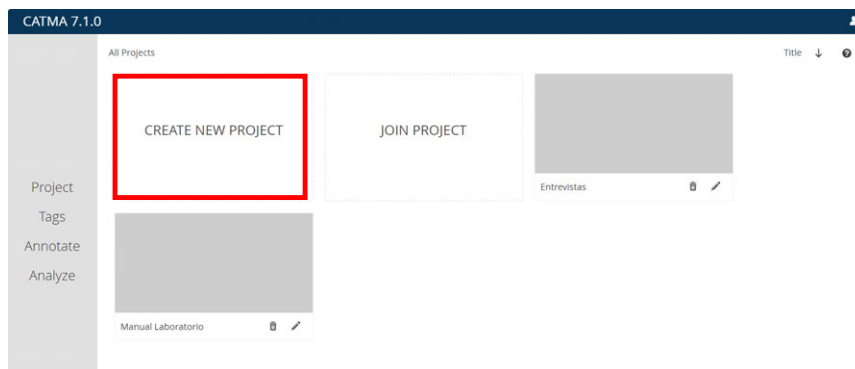 CATMA 7.1.0
All Projects
Title
CREATE NEW PROJECT
JOIN PROJECT
Entrevistas
Project
Tags
Annotate
Analyze
Manual Laboratorio